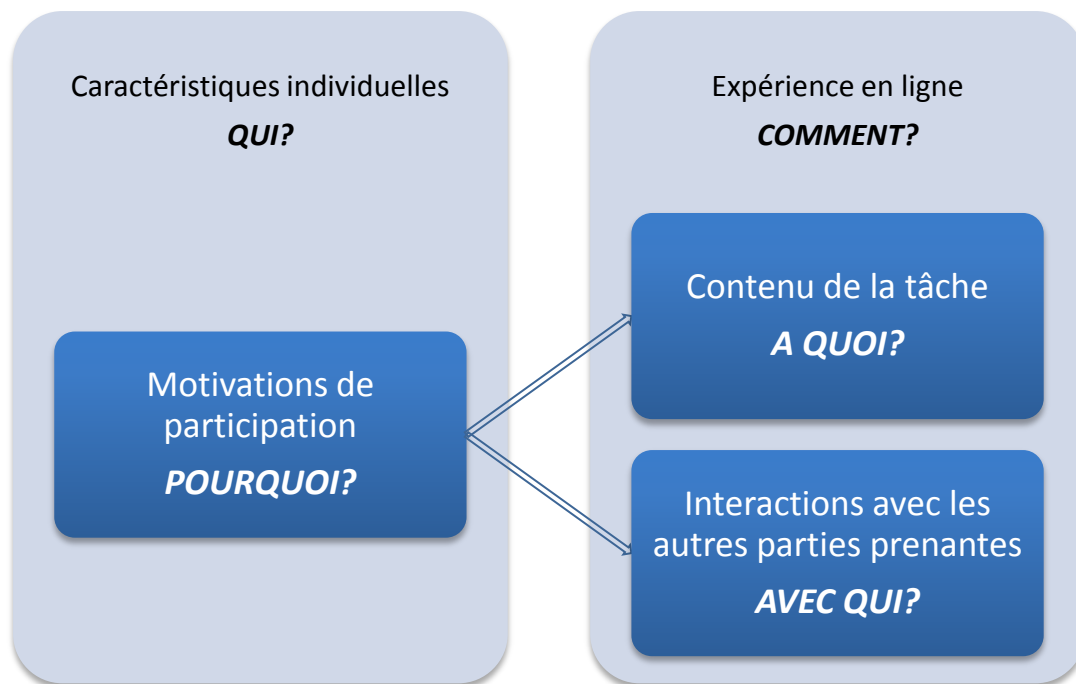 Caractéristiques individuelles
QUI?
Motivations de
participation
POURQUOI?
Expérience en ligne
COMMENT?
Contenu de la tâche
A QUOI?
Interactions avec les
autres parties prenantes
AVEC QUI?